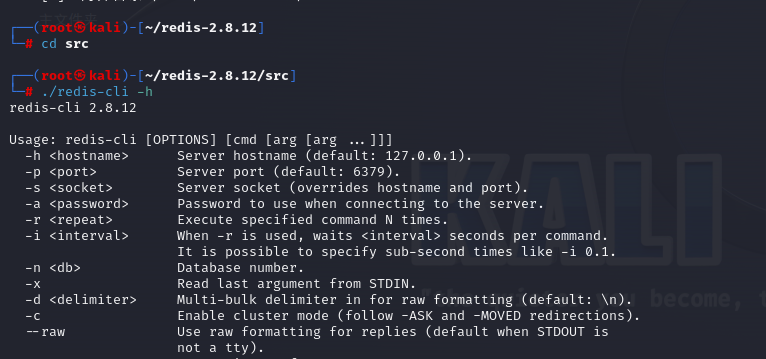 ┌──(root㉿kali)-[~/redis-2.8.12]
└─# cd src
┌──(root㉿kali)-[~/redis-2.8.12/src]
└─# ./redis-cli -h
redis-cli 2.8.12
Usage: redis-cli [OPTIONS] [cmd [arg [arg ...]]]
  -h <hostname>      Server hostname (default: 127.0.0.1).
  -p <port>          Server port (default: 6379).
  -s <socket>        Server socket (overrides hostname and port).
  -a <password>      Password to use when connecting to the server.
  -r <repeat>        Execute specified command N times.
  -i <interval>      When -r is used, waits <interval> seconds per command.
                     It is possible to specify sub-second times like -i 0.1.
  -n <db>            Database number.
  -x                 Read last argument from STDIN.
  -d <delimiter>     Multi-bulk delimiter in for raw formatting (default: \n).
  -c                 Enable cluster mode (follow -ASK and -MOVED redirections).
  --raw              Use raw formatting for replies (default when STDOUT is
                     not a tty).
KALI
you become, t